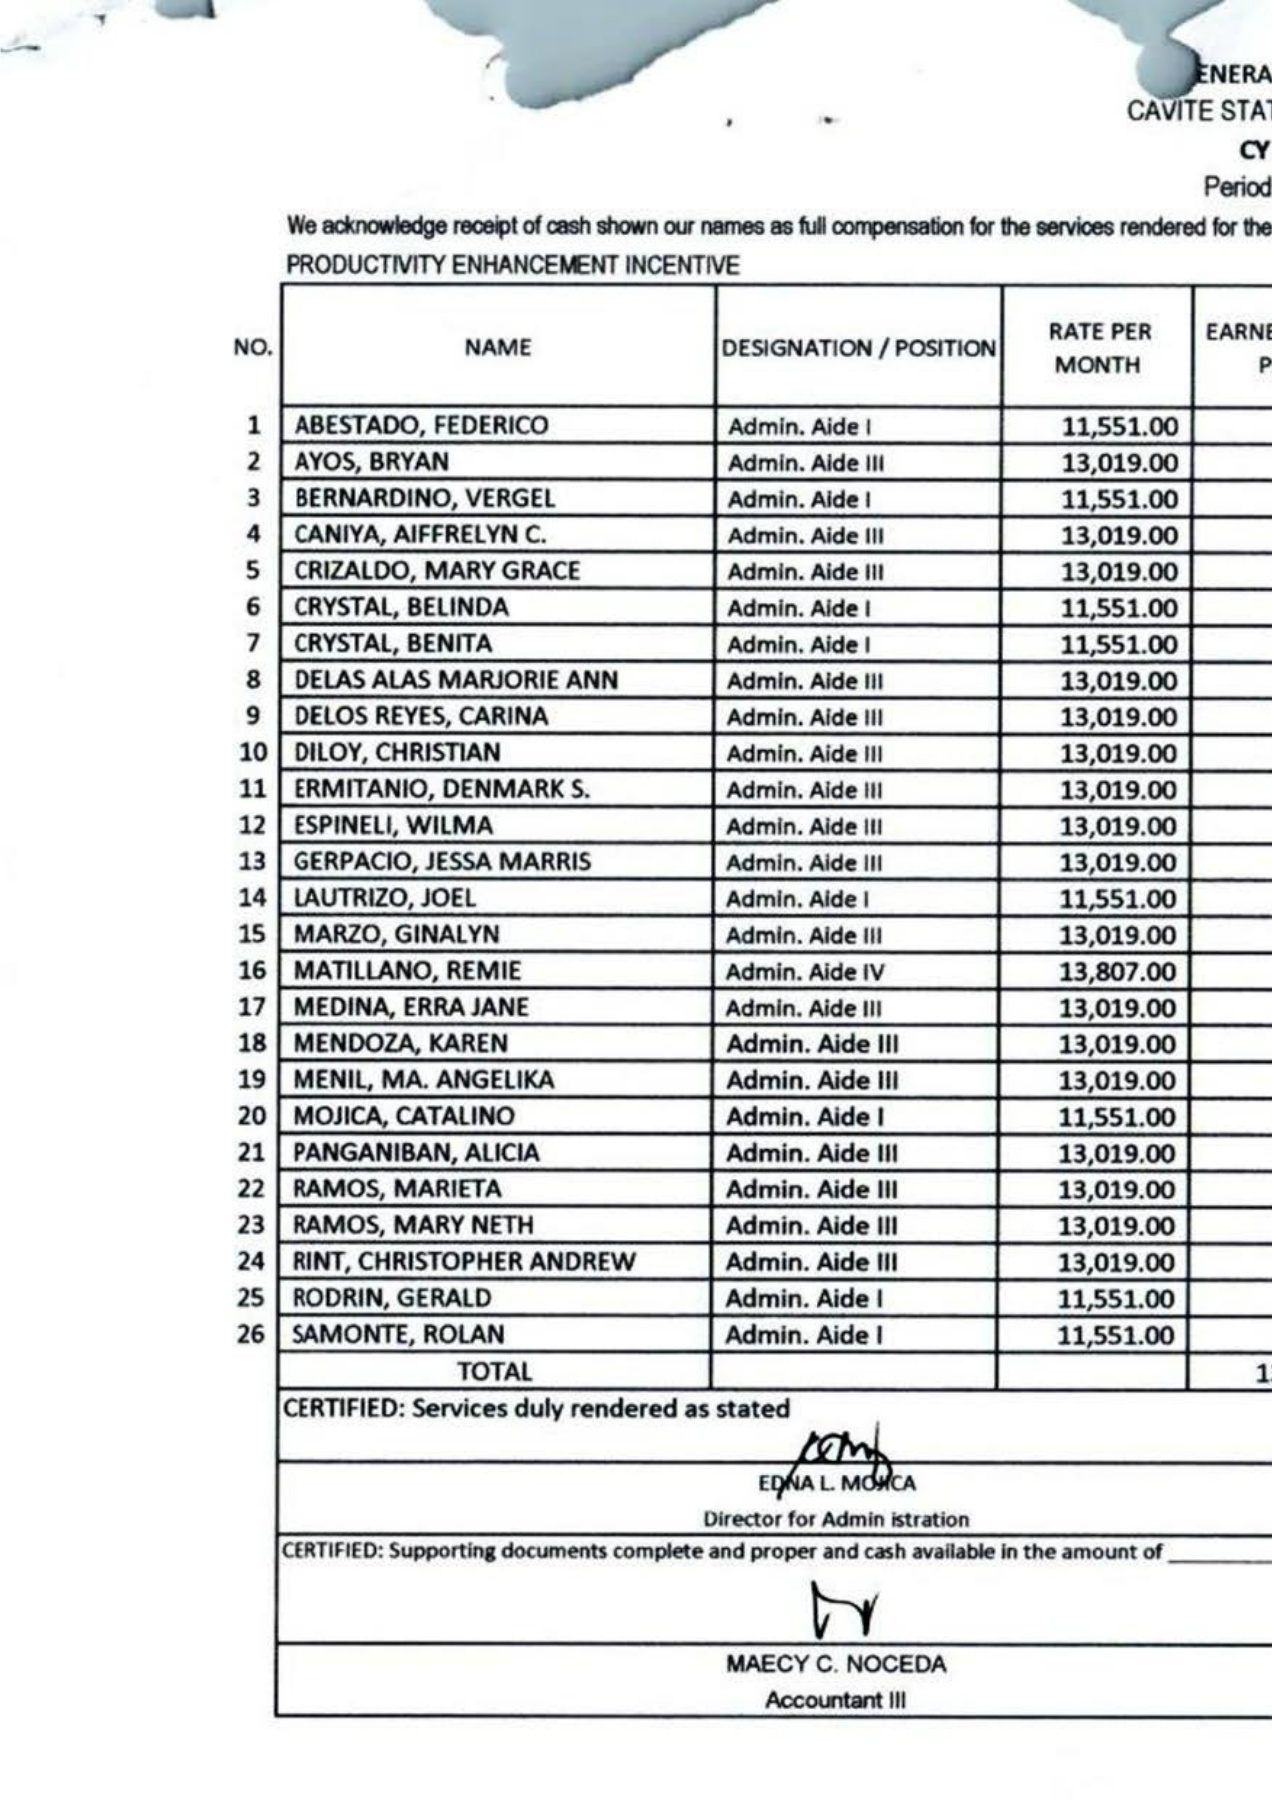 ENERA
CAVITE STAT
CY
Period
We acknowledge receipt of cash shown our names as full compensation for the services rendered for the
PRODUCTIVITY ENHANCEMENT INCENTIVE
NO. NAME DESIGNATION / POSITION RATE PER MONTH EARNE P
1 ABESTADO, FEDERICO Admin. Aide I 11,551.00
2 AYOS, BRYAN Admin. Aide III 13,019.00
3 BERNARDINO, VERGEL Admin. Aide I 11,551.00
4 CANIYA, AIFFRELYN C. Admin. Aide III 13,019.00
5 CRIZALDO, MARY GRACE Admin. Aide III 13,019.00
6 CRYSTAL, BELINDA Admin. Aide I 11,551.00
7 CRYSTAL, BENITA Admin. Aide I 11,551.00
8 DELAS ALAS MARJORIE ANN Admin. Aide III 13,019.00
9 DELOS REYES, CARINA Admin. Aide III 13,019.00
10 DILOY, CHRISTIAN Admin. Aide III 13,019.00
11 ERMITANIO, DENMARK S. Admin. Aide III 13,019.00
12 ESPINELI, WILMA Admin. Aide III 13,019.00
13 GERPACIO, JESSA MARRIS Admin. Aide III 13,019.00
14 LAUTRIZO, JOEL Admin. Aide I 11,551.00
15 MARZO, GINALYN Admin. Aide III 13,019.00
16 MATILLANO, REMIE Admin. Aide IV 13,807.00
17 MEDINA, ERRA JANE Admin. Aide III 13,019.00
18 MENDOZA, KAREN Admin. Aide III 13,019.00
19 MENIL, MA. ANGELIKA Admin. Aide III 13,019.00
20 MOJICA, CATALINO Admin. Aide I 11,551.00
21 PANGANIBAN, ALICIA Admin. Aide III 13,019.00
22 RAMOS, MARIETA Admin. Aide III 13,019.00
23 RAMOS, MARY NETH Admin. Aide III 13,019.00
24 RINT, CHRISTOPHER ANDREW Admin. Aide III 13,019.00
25 RODRIN, GERALD Admin. Aide I 11,551.00
26 SAMONTE, ROLAN Admin. Aide I 11,551.00
TOTAL 1
CERTIFIED: Services duly rendered as stated
EDNA L. MOJICA
Director for Admin istration
CERTIFIED: Supporting documents complete and proper and cash available in the amount of
MAECY C. NOCEDA
Accountant III